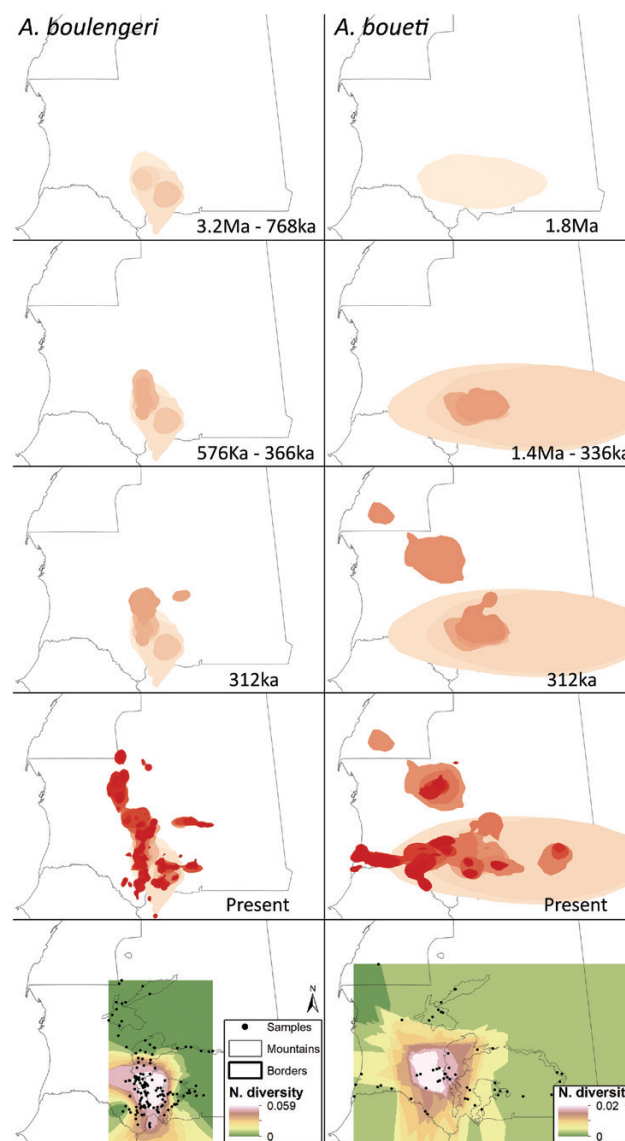 A. boulengeri
A. boueti
3.2Ma - 768ka
1.8Ma
576Ka - 366ka
1.4Ma - 336ka
312ka
312ka
Present
Present
N
Samples
Mountains
Borders
N. diversity
0.059
0
N. diversity
0.02
0